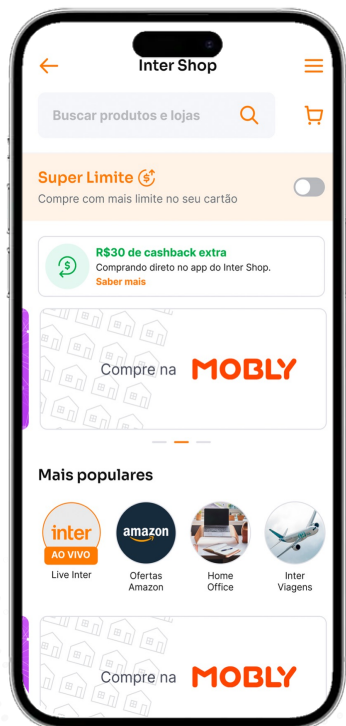 Inter Shop
Buscar produtos e lojas
Super Limite
Compre com mais limite no seu cartão
R$30 de cashback extra
Comprando direto no app do Inter Shop.
Saber mais
Compre na MOBLY
Mais populares
inter
AO VIVO
amazon
Live Inter
Ofertas
Amazon
Home
Office
Inter
Viagens
Compre na MOBLY